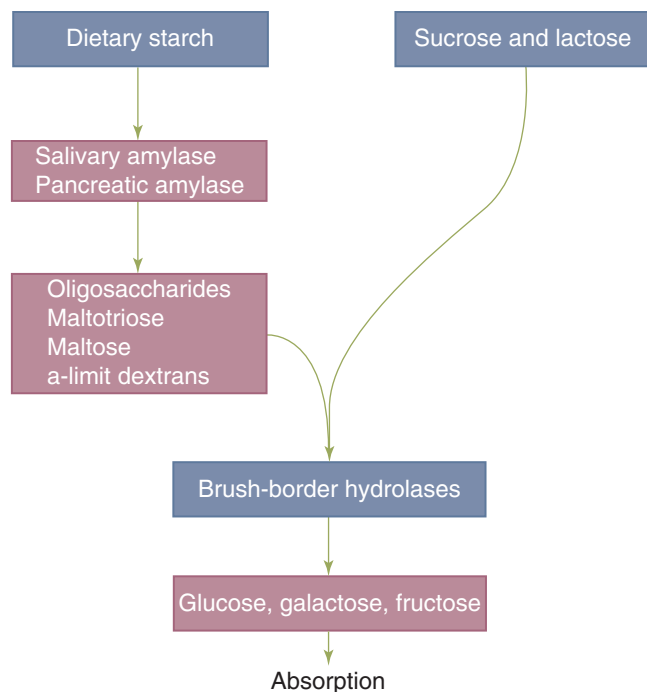 Dietary starch
Sucrose and lactose
Salivary amylase
Pancreatic amylase
Oligosaccharides
Maltotriose
Maltose
a-limit dextrans
Brush-border hydrolases
Glucose, galactose, fructose
Absorption